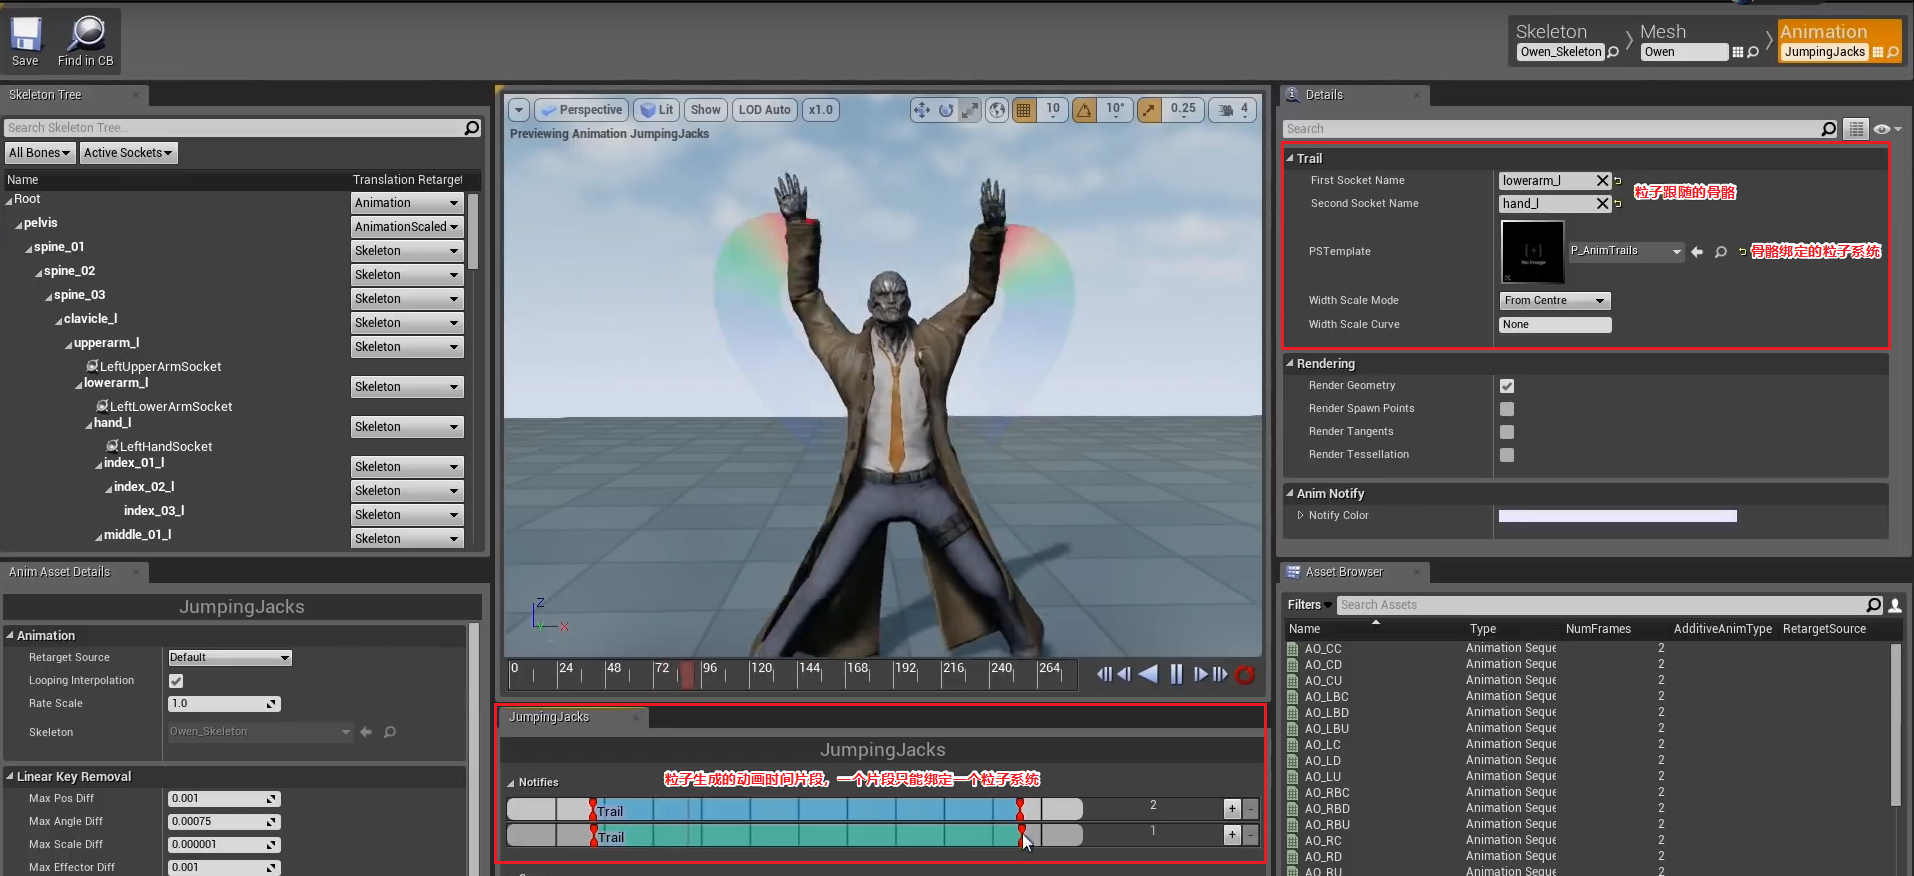 Save
Find in CB
Skeleton
Owen_Skeleton
Mesh
Owen
Animation
JumpingJacks
Skeleton Tree
Search Skeleton Tree...
All Bones
Active Sockets
Name
Translation Retarget
Root
Animation
pelvis
AnimationScaled
spine_01
Skeleton
spine_02
Skeleton
spine_03
Skeleton
clavicle_l
Skeleton
upperarm_l
Skeleton
LeftUpperArmSocket
lowerarm_l
Skeleton
LeftLowerArmSocket
hand_l
Skeleton
LeftHandSocket
index_01_l
Skeleton
index_02_l
Skeleton
index_03_l
Skeleton
middle_01_l
Skeleton
Anim Asset Details
JumpingJacks
Animation
Retarget Source
Default
Looping Interpolation
Rate Scale
1.0
Skeleton
Owen_Skeleton
Linear Key Removal
Max Pos Diff
0.001
Max Angle Diff
0.00075
Max Scale Diff
0.000001
Max Effector Diff
0.001
Perspective
Lit
Show
LOD Auto
x1.0
10
10°
0.25
4
Previewing Animation JumpingJacks
Z
Y
X
0
24
48
72
96
120
144
168
192
216
240
264
JumpingJacks
JumpingJacks
Notifies
粒子生成的动画时间片段，一个片段只能绑定一个粒子系统
Trail
2
+
-
Trail
1
+
-
Details
Search
Trail
First Socket Name
lowerarm_l
粒子跟随的骨骼
Second Socket Name
hand_l
PSTemplate
No Image
P_AnimTrails
骨骼绑定的粒子系统
Width Scale Mode
From Centre
Width Scale Curve
None
Rendering
Render Geometry
Render Spawn Points
Render Tangents
Render Tessellation
Anim Notify
Notify Color
Asset Browser
Filters
Search Assets
Name
Type
NumFrames
AdditiveAnimType
RetargetSource
AO_CC
Animation Seque
2
AO_CD
Animation Seque
2
AO_CU
Animation Seque
2
AO_LBC
Animation Seque
2
AO_LBD
Animation Seque
2
AO_LBU
Animation Seque
2
AO_LC
Animation Seque
2
AO_LD
Animation Seque
2
AO_LU
Animation Seque
2
AO_RBC
Animation Seque
2
AO_RBD
Animation Seque
2
AO_RBU
Animation Seque
2
AO_RC
Animation Seque
2
AO_RD
Animation Seque
2
AO_RU
Animation Seque
2